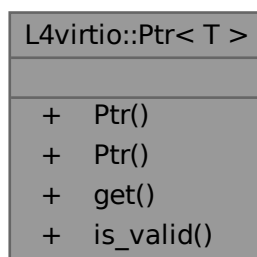 L4virtio::Ptr< T >
+ Ptr()
+ Ptr()
+ get()
+ is_valid()